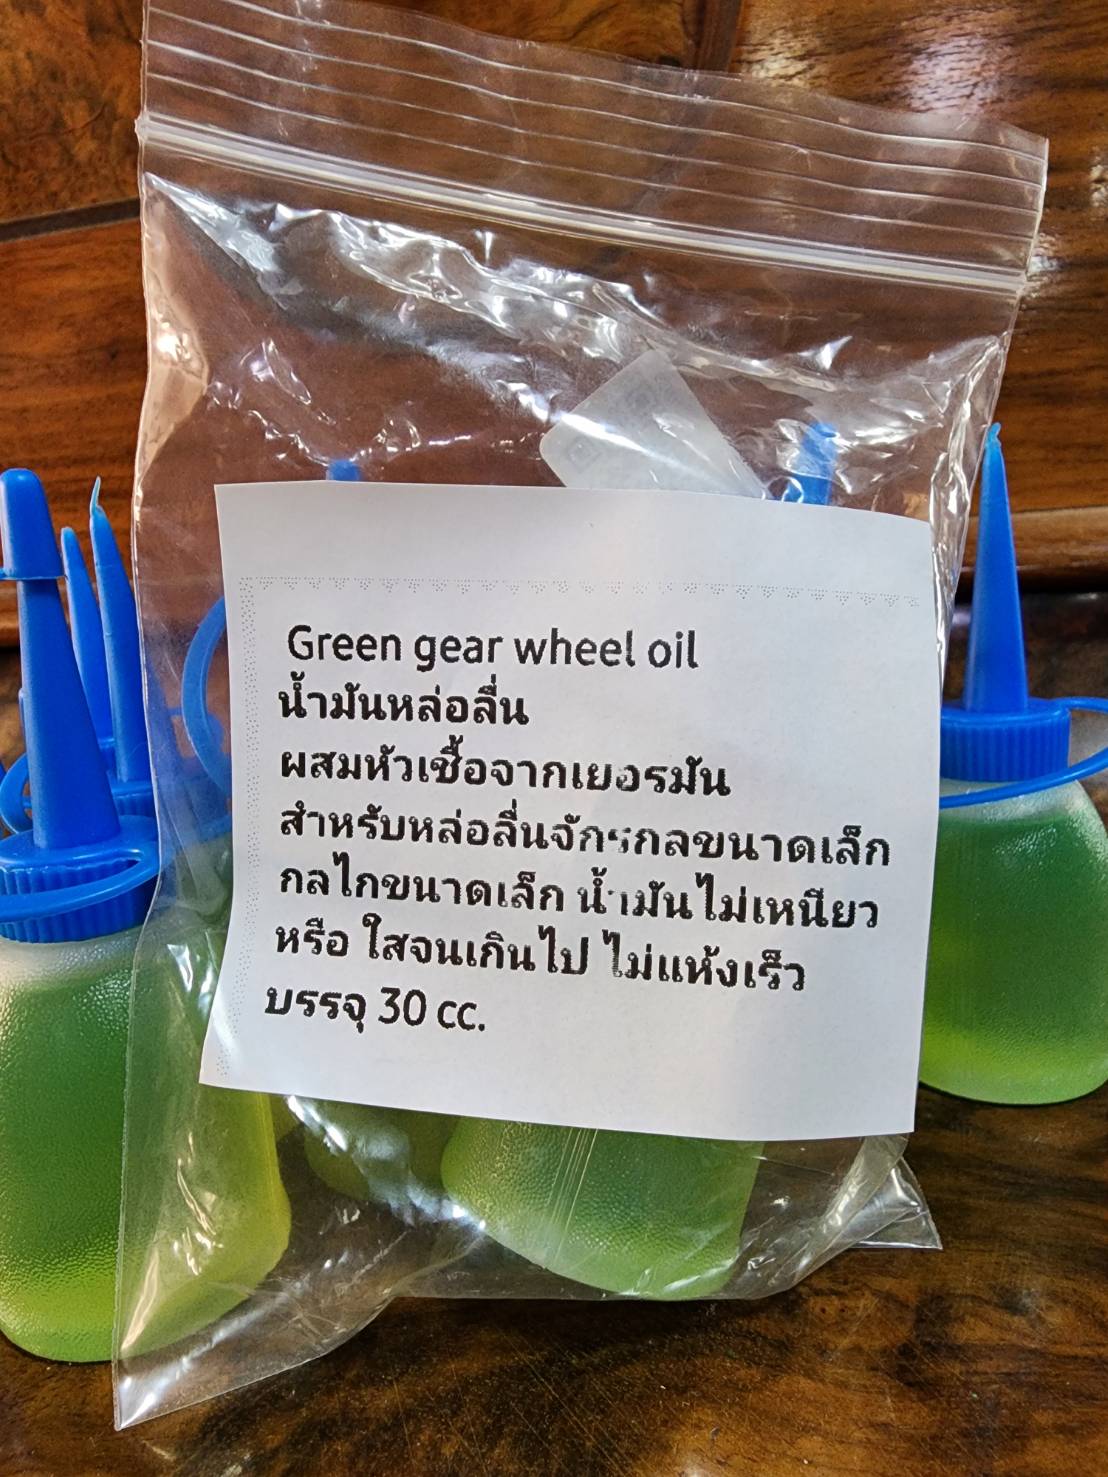 Green gear wheel oil
น้ำมันหล่อลื่น
ผสมหัวเชื้อจากเยอรมัน
สำหรับหล่อลื่นจักรกลขนาดเล็ก
กลไกขนาดเล็ก น้ำมันไม่เหนียว
หรือ ใสจนเกินไป ไม่แห้งเร็ว
บรรจุ 30 cc.